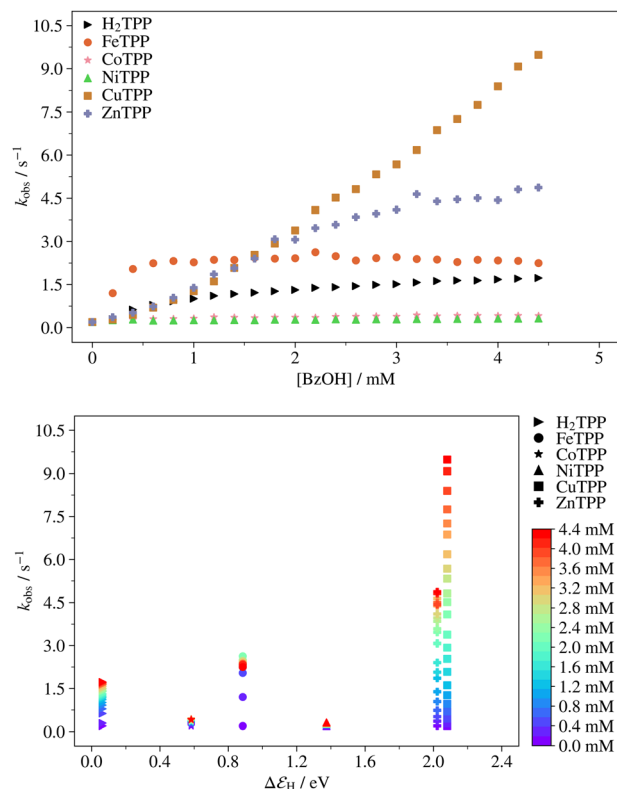 10.5
9.0
7.5
6.0
4.5
3.0
1.5
0.0
k_obs / s⁻¹
H₂TPP
FeTPP
CoTPP
NiTPP
CuTPP
ZnTPP
0 1 2 3 4 5
[BzOH] / mM
10.5
9.0
7.5
6.0
4.5
3.0
1.5
0.0
k_obs / s⁻¹
0.0 0.4 0.8 1.2 1.6 2.0 2.4
Δℰ_H / eV
H₂TPP
FeTPP
CoTPP
NiTPP
CuTPP
ZnTPP
4.4 mM
4.0 mM
3.6 mM
3.2 mM
2.8 mM
2.4 mM
2.0 mM
1.6 mM
1.2 mM
0.8 mM
0.4 mM
0.0 mM